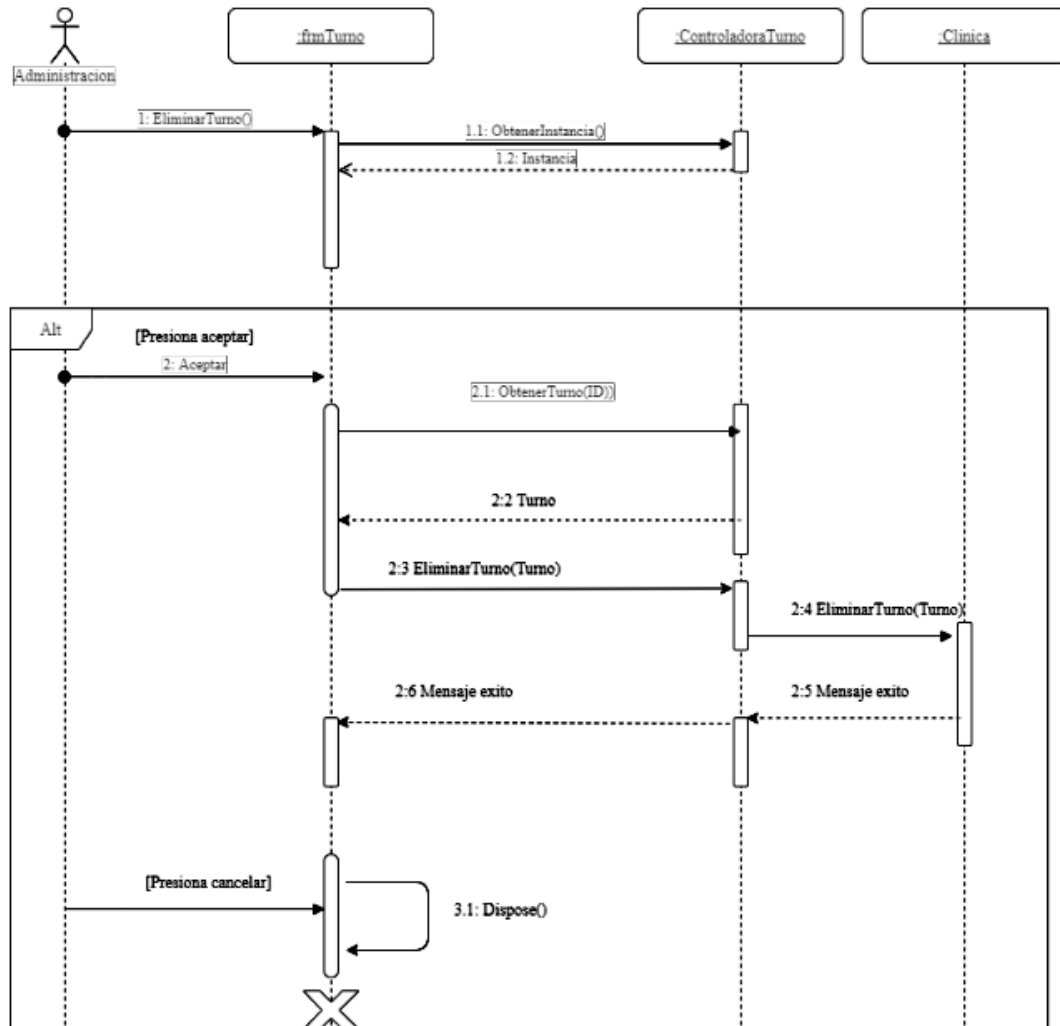 Administracion
:frmTurno
:ControladoraTurno
:Clinica
1: EliminarTurno()
1.1: ObtenerInstancia()
1.2: Instancia
Alt
[Presiona aceptar]
2: Aceptar
2.1: ObtenerTurno(ID))
2:2 Turno
2:3 EliminarTurno(Turno)
2:4 EliminarTurno(Turno)
2:5 Mensaje exito
2:6 Mensaje exito
[Presiona cancelar]
3.1: Dispose()